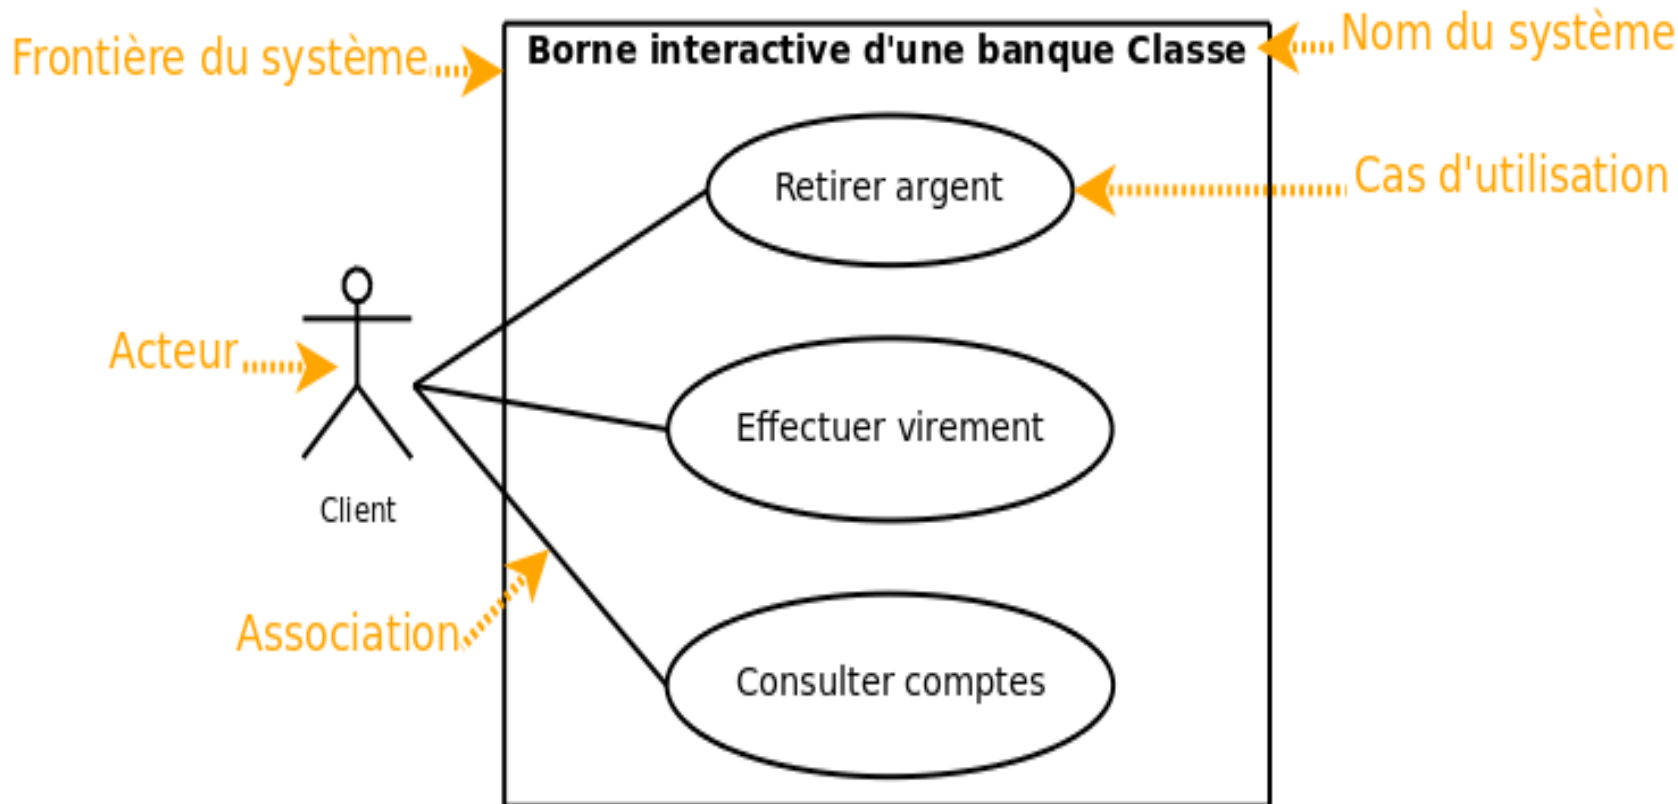 Frontière du système
Borne interactive d'une banque Classe
Nom du système
Retirer argent
Cas d'utilisation
Acteur
Effectuer virement
Client
Association
Consulter comptes